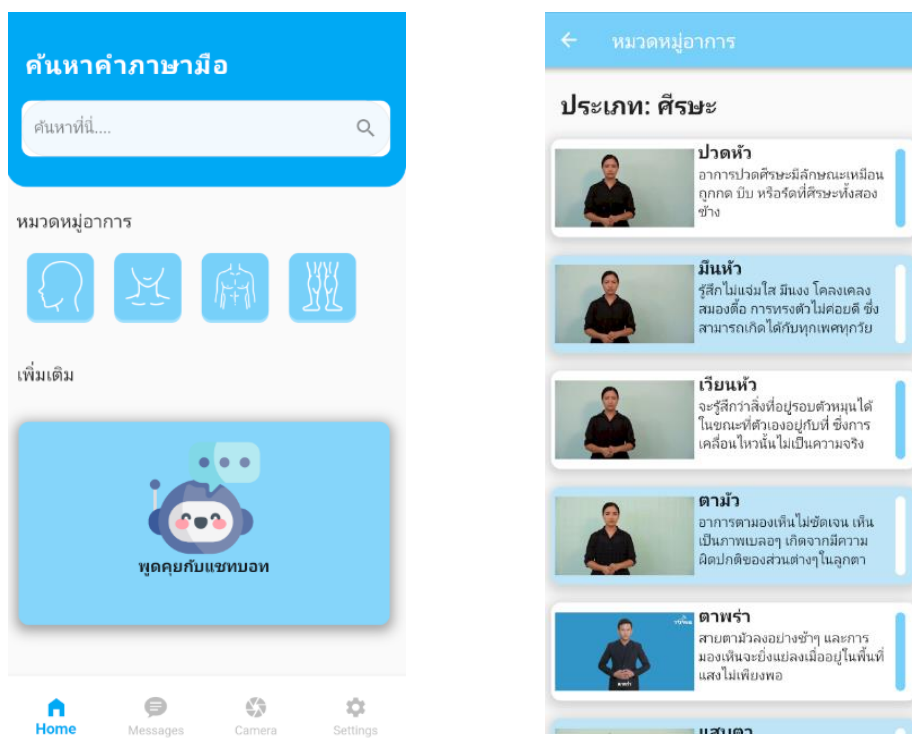 ค้นหาคำภาษามือ
ค้นหาที่นี่....
หมวดหมู่อาการ
เพิ่มเติม
พูดคุยกับแชทบอท
Home
Messages
Camera
Settings
หมวดหมู่อาการ
ประเภท: ศีรษะ
ปวดหัว
อาการปวดศีรษะมีลักษณะเหมือน
ถูกกด บีบ หรือรัดที่ศีรษะทั้งสอง
ข้าง
มึนหัว
รู้สึกไม่แจ่มใส มึนงง โคลงเคลง
สมองตื้อ การทรงตัวไม่ค่อยดี ซึ่ง
สามารถเกิดได้กับทุกเพศทุกวัย
เวียนหัว
จะรู้สึกว่าสิ่งที่อยู่รอบตัวหมุนได้
ในขณะที่ตัวเองอยู่กับที่ ซึ่งการ
เคลื่อนไหวนั้นไม่เป็นความจริง
ตามัว
อาการตามองเห็นไม่ชัดเจน เห็น
เป็นภาพเบลอๆ เกิดจากมีความ
ผิดปกติของส่วนต่างๆในลูกตา
ตาพร่า
สายตามัวลงอย่างช้าๆ และการ
มองเห็นจะยิ่งแย่ลงเมื่ออยู่ในพื้นที่
แสงไม่เพียงพอ
แสบตา